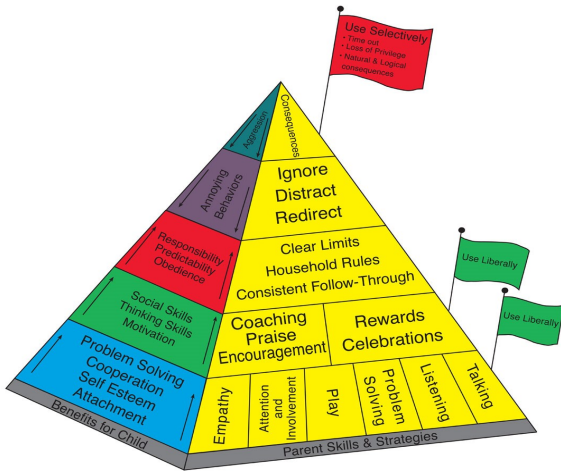 Use Selectively
• Time out
• Loss of Privilege
• Natural & Logical
consequences
Aggression
Consequences
Annoying
Behaviors
Ignore
Distract
Redirect
Responsibility
Predictability
Obedience
Clear Limits
Household Rules
Consistent Follow-Through
Use Liberally
Social Skills
Thinking Skills
Motivation
Coaching
Praise
Encouragement
Rewards
Celebrations
Use Liberally
Problem Solving
Cooperation
Self Esteem
Attachment
Empathy
Attention
and
Involvement
Play
Problem
Solving
Listening
Talking
Benefits for Child
Parent Skills & Strategies